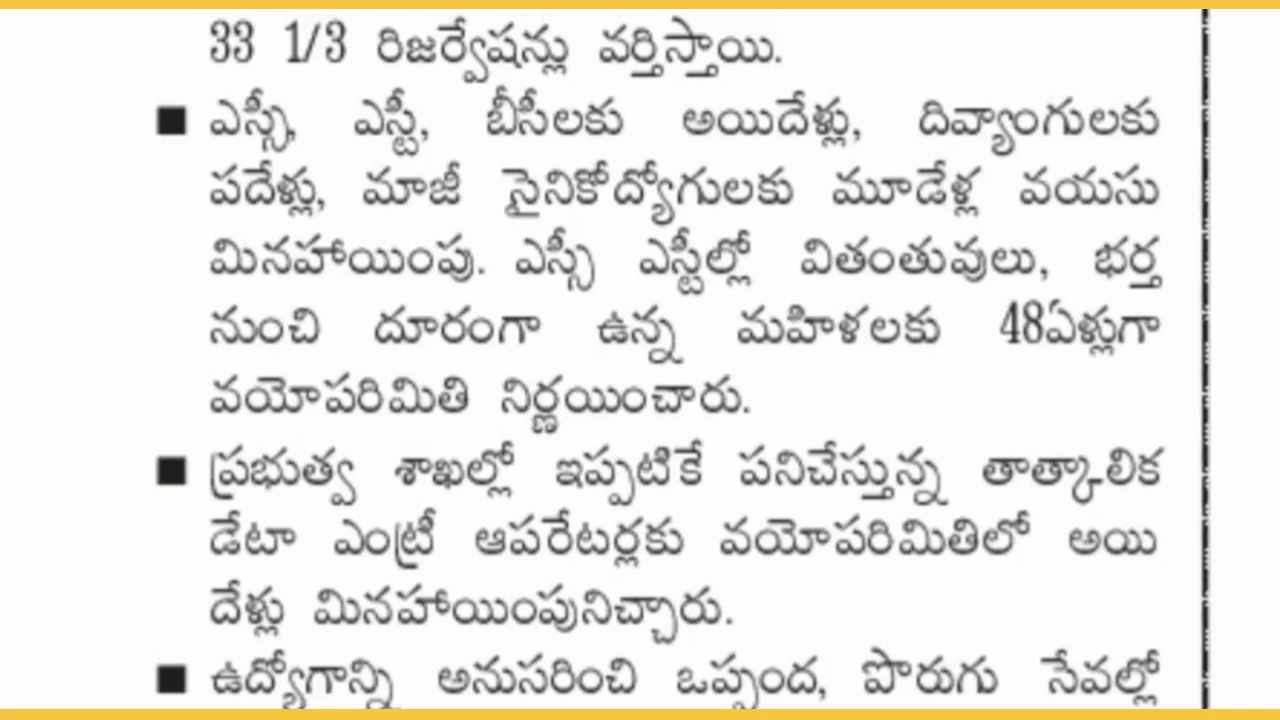 33 1/3 రిజర్వేషన్లు వర్తిస్తాయి.
■ ఎస్సీ, ఎస్టీ, బీసీలకు అయిదేళ్లు, దివ్యాంగులకు
పదేళ్లు, మాజీ సైనికోద్యోగులకు మూడేళ్ల వయసు
మినహాయింపు. ఎస్సీ ఎస్టీల్లో వితంతువులు, భర్త
నుంచి దూరంగా ఉన్న మహిళలకు 48ఏళ్లుగా
వయోపరిమితి నిర్ణయించారు.
■ ప్రభుత్వ శాఖల్లో ఇప్పటికే పనిచేస్తున్న తాత్కాలిక
డేటా ఎంట్రీ ఆపరేటర్లకు వయోపరిమితిలో అయి
దేళ్లు మినహాయింపునిచ్చారు.
■ ఉద్యోగాన్ని అనుసరించి ఒప్పంద, పొరుగు సేవల్లో